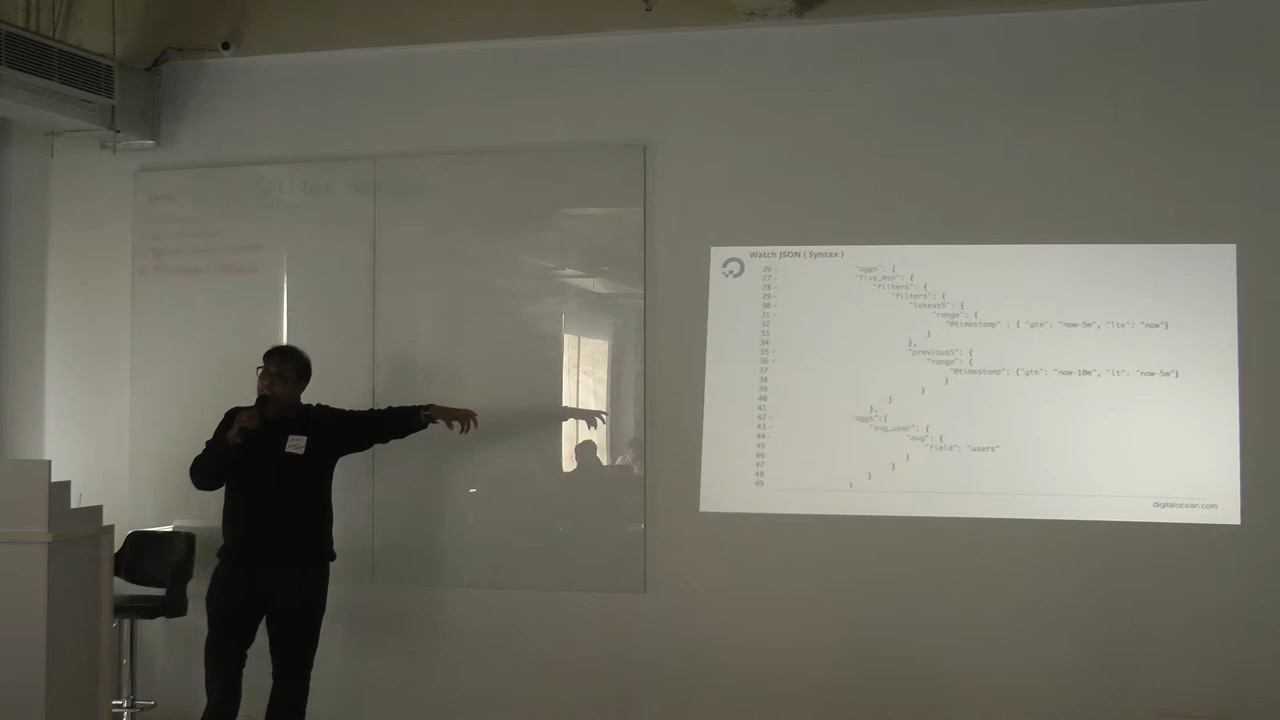 Watch JSON ( Syntax )
26 - "aggs": {
27 - "five_min": {
28 - "filters": {
29 - "filters": {
30 - "latest5": {
31 - "range": {
32 "@timestamp" : { "gte": "now-5m", "lte": "now"}
33 }
34 },
35 - "previous5": {
36 - "range": {
37 "@timestamp": {"gte": "now-10m", "lt": "now-5m"}
38 }
39 }
40 }
41 },
42 - "aggs":{
43 - "avg_user": {
44 - "avg": {
45 "field": "users"
46 }
47 }
48 }
49 }
digitalocean.com